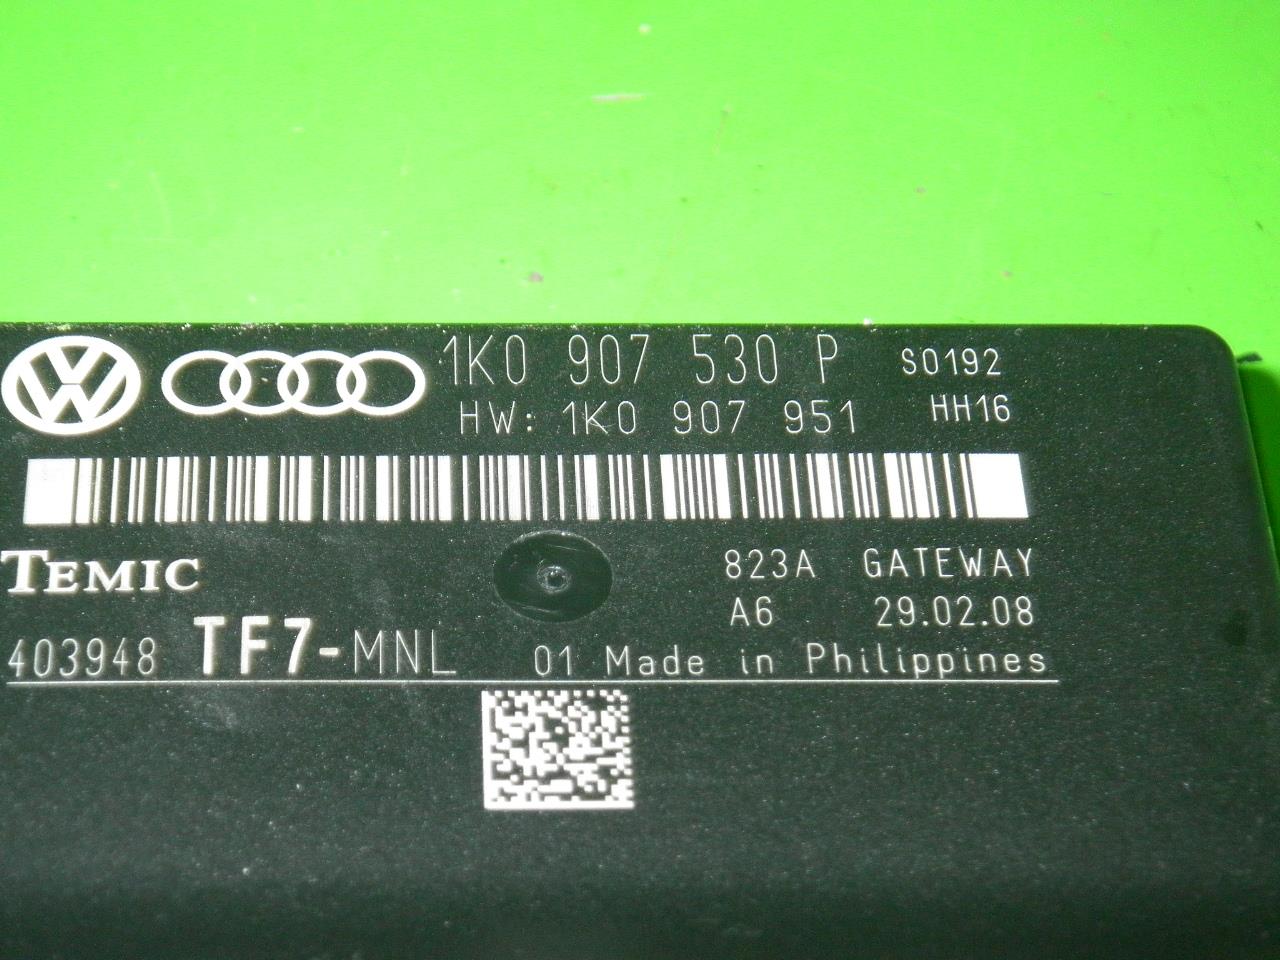 1K0 907 530 P S0192
HW: 1K0 907 951 HH16
TEMIC 823A GATEWAY
A6 29.02.08
403948 TF7-MNL 01 Made in Philippines